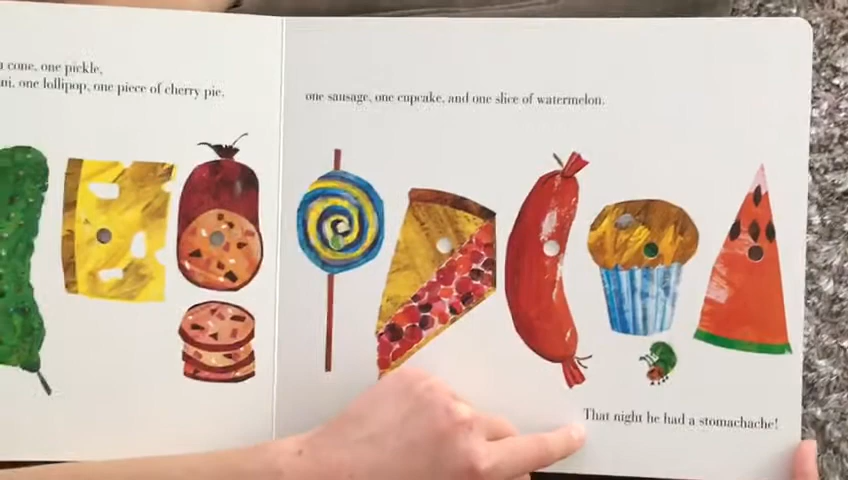 cone, one pickle,
one lollipop, one piece of cherry pie,
one sausage, one cupcake, and one slice of watermelon.
That night he had a stomachache!